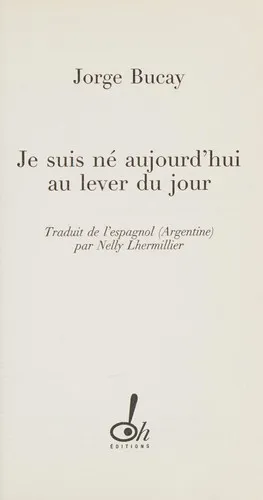 Jorge Bucay
Je suis né aujourd'hui
au lever du jour
Traduit de l'espagnol (Argentine)
par Nelly Lhermillier
Oh
ÉDITIONS